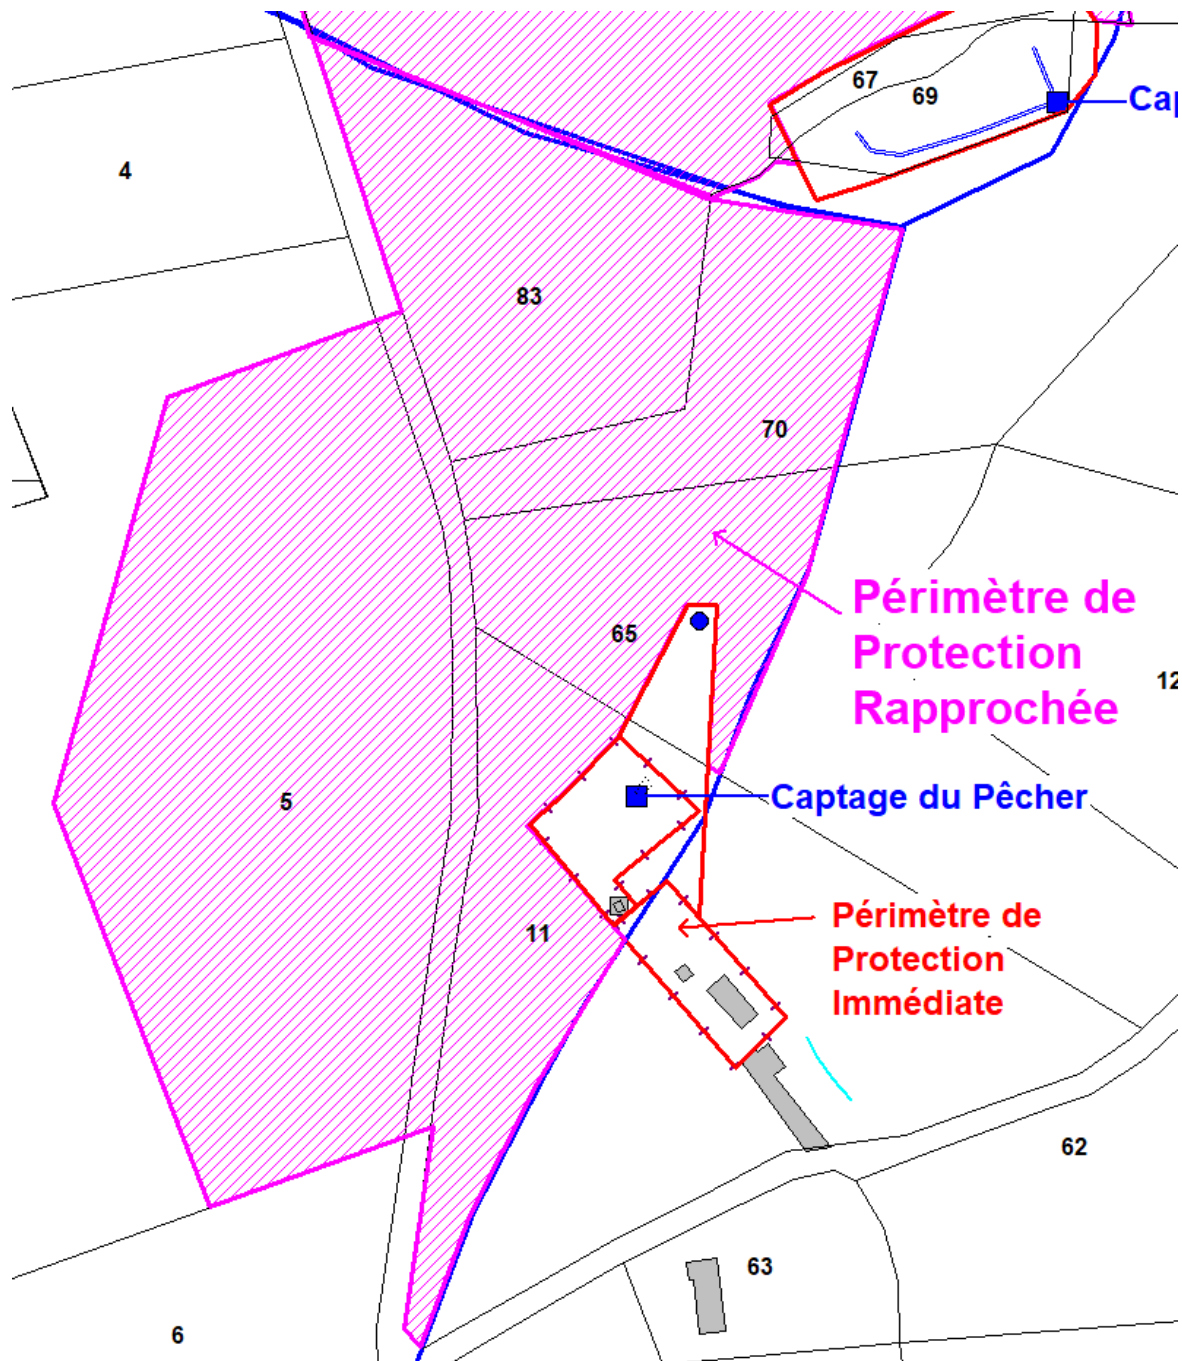 67
69
Cap
4
83
70
65
Périmètre de
Protection
Rapprochée
12
5
Captage du Pêcher
11
Périmètre de
Protection
Immédiate
62
63
6